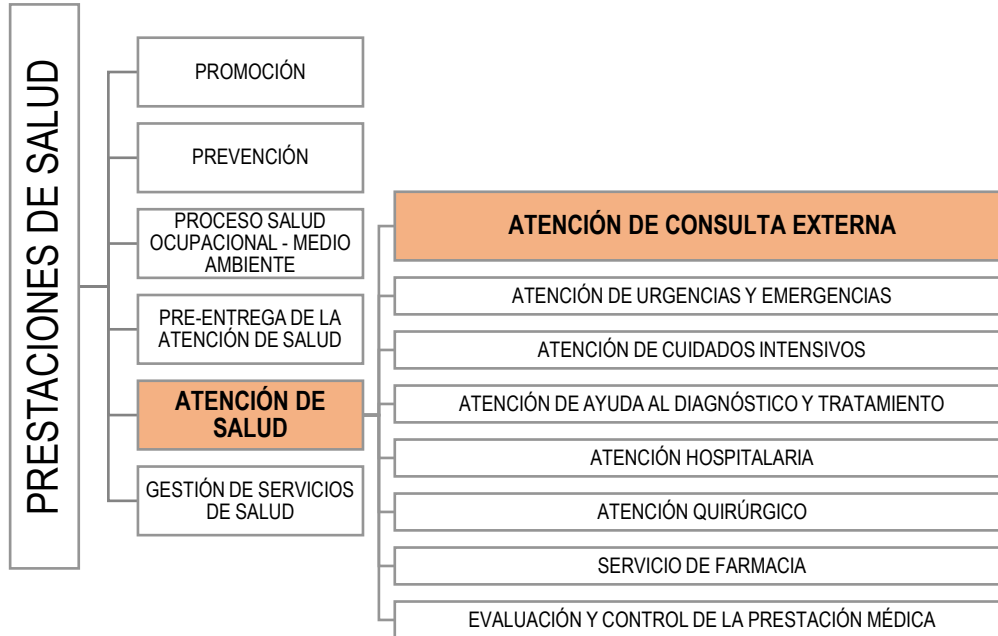 PRESTACIONES DE SALUD
PROMOCIÓN
PREVENCIÓN
PROCESO SALUD
OCUPACIONAL - MEDIO
AMBIENTE
PRE-ENTREGA DE LA
ATENCIÓN DE SALUD
ATENCIÓN DE
SALUD
GESTIÓN DE SERVICIOS
DE SALUD
ATENCIÓN DE CONSULTA EXTERNA
ATENCIÓN DE URGENCIAS Y EMERGENCIAS
ATENCIÓN DE CUIDADOS INTENSIVOS
ATENCIÓN DE AYUDA AL DIAGNÓSTICO Y TRATAMIENTO
ATENCIÓN HOSPITALARIA
ATENCIÓN QUIRÚRGICO
SERVICIO DE FARMACIA
EVALUACIÓN Y CONTROL DE LA PRESTACIÓN MÉDICA